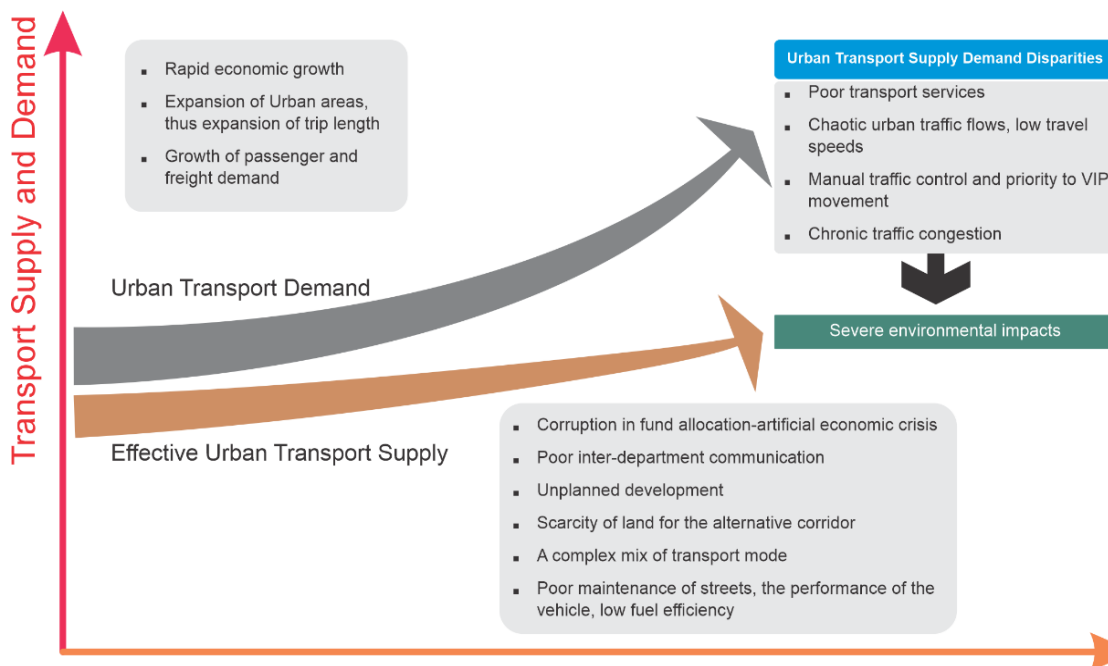 Transport Supply and Demand
▪ Rapid economic growth
▪ Expansion of Urban areas,
thus expansion of trip length
▪ Growth of passenger and
freight demand
Urban Transport Demand
Urban Transport Supply Demand Disparities
▪ Poor transport services
▪ Chaotic urban traffic flows, low travel
speeds
▪ Manual traffic control and priority to VIP
movement
▪ Chronic traffic congestion
Severe environmental impacts
Effective Urban Transport Supply
▪ Corruption in fund allocation-artificial economic crisis
▪ Poor inter-department communication
▪ Unplanned development
▪ Scarcity of land for the alternative corridor
▪ A complex mix of transport mode
▪ Poor maintenance of streets, the performance of the
vehicle, low fuel efficiency